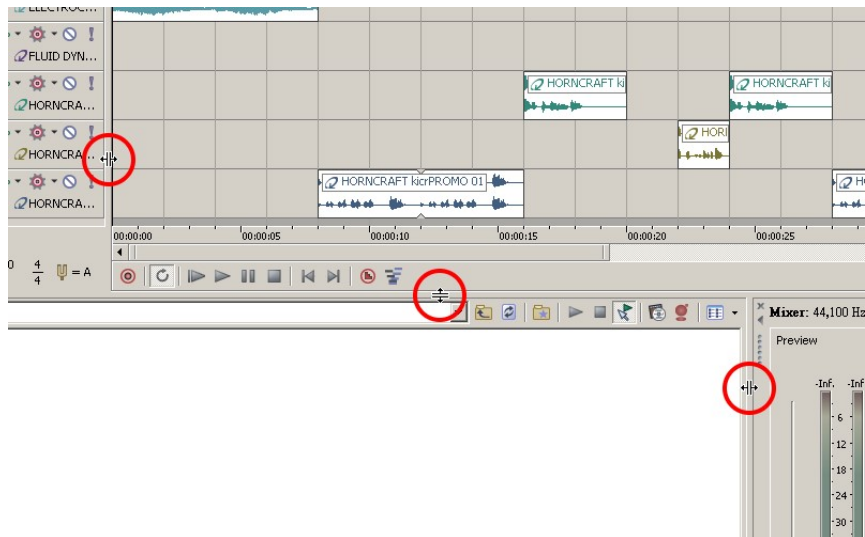 FLUID DYN...
HORNCRAFT ki
HORNCRAFT ki
HORNCRA...
HORI
HORNCRA...
HORNCRAFT kicrPROMO 01
HORNCRA...
00:00:00 00:00:05 00:00:10 00:00:15 00:00:20 00:00:25
4
4
= A
Mixer: 44,100 Hz
Preview
-Inf. -Inf
6
12
18
24
30